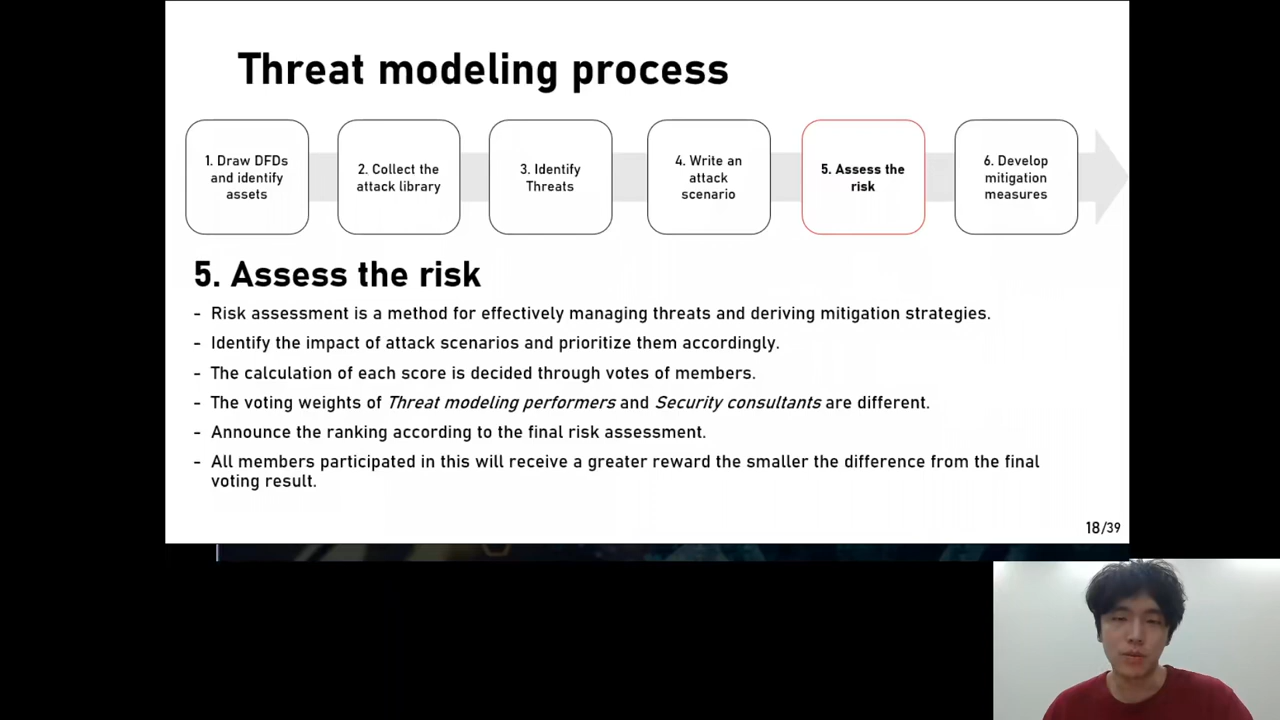 Threat modeling process
1. Draw DFDs
and identify
assets
2. Collect the
attack library
3. Identify
Threats
4. Write an
attack
scenario
5. Assess the
risk
6. Develop
mitigation
measures
5. Assess the risk
- Risk assessment is a method for effectively managing threats and deriving mitigation strategies.
- Identify the impact of attack scenarios and prioritize them accordingly.
- The calculation of each score is decided through votes of members.
- The voting weights of Threat modeling performers and Security consultants are different.
- Announce the ranking according to the final risk assessment.
- All members participated in this will receive a greater reward the smaller the difference from the final
voting result.
18/39